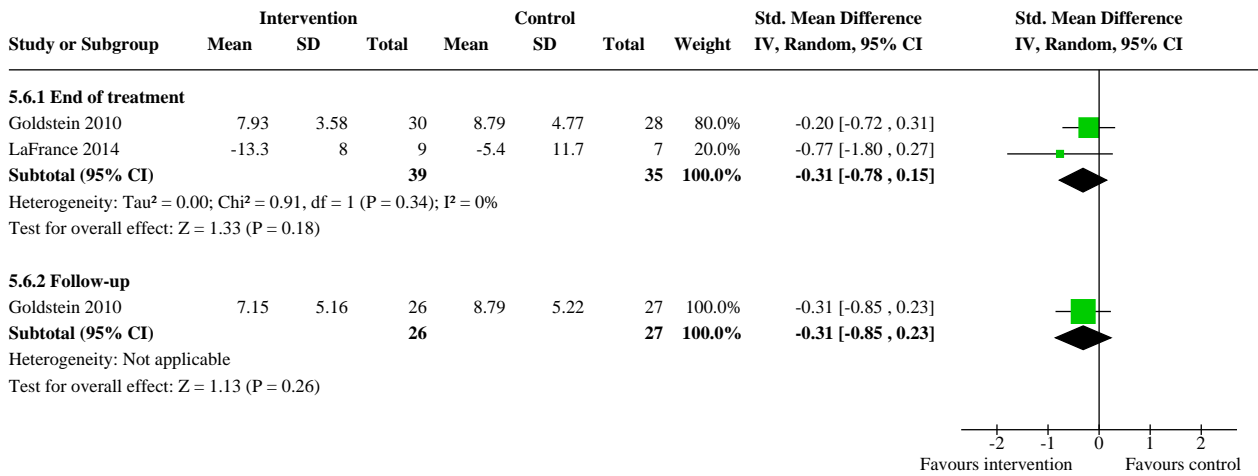 Intervention Control Std. Mean Difference Std. Mean Difference
Study or Subgroup Mean SD Total Mean SD Total Weight IV, Random, 95% CI IV, Random, 95% CI
5.6.1 End of treatment
Goldstein 2010 7.93 3.58 30 8.79 4.77 28 80.0% -0.20 [-0.72 , 0.31]
LaFrance 2014 -13.3 8 9 -5.4 11.7 7 20.0% -0.77 [-1.80 , 0.27]
Subtotal (95% CI) 39 35 100.0% -0.31 [-0.78 , 0.15]
Heterogeneity: Tau² = 0.00; Chi² = 0.91, df = 1 (P = 0.34); I² = 0%
Test for overall effect: Z = 1.33 (P = 0.18)
5.6.2 Follow-up
Goldstein 2010 7.15 5.16 26 8.79 5.22 27 100.0% -0.31 [-0.85 , 0.23]
Subtotal (95% CI) 26 27 100.0% -0.31 [-0.85 , 0.23]
Heterogeneity: Not applicable
Test for overall effect: Z = 1.13 (P = 0.26)
-2 -1 0 1 2
Favours intervention Favours control